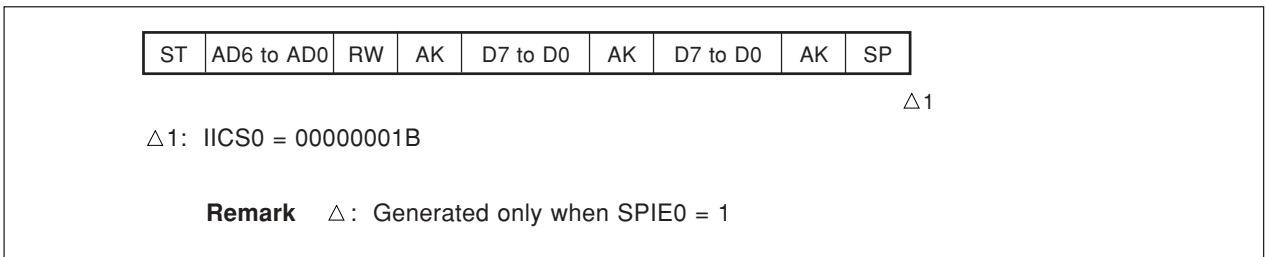 ST AD6 to AD0 RW AK D7 to D0 AK D7 to D0 AK SP
△1
△1: IICS0 = 00000001B
Remark △: Generated only when SPIE0 = 1